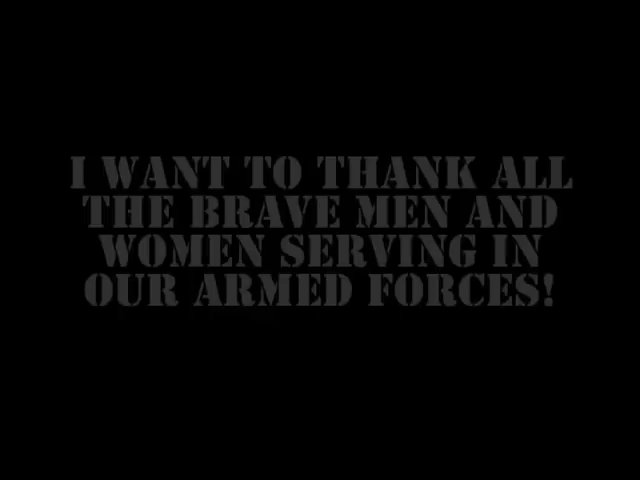 I WANT TO THANK ALL
THE BRAVE MEN AND
WOMEN SERVING IN
OUR ARMED FORCES!